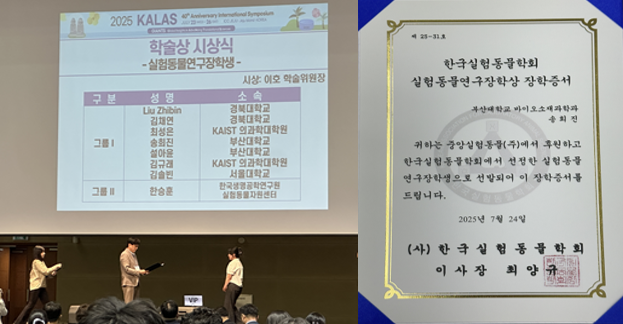 2025 KALAS
40th Anniversary International Symposium
학술상 시상식
-실험동물연구장학생-
시상: 이호 학술위원장
구 분 성 명 소 속
그룹 I
Liu Zhibin 경북대학교
김채연 경북대학교
최성은 KAIST 의과학대학원
송희진 부산대학교
설아윤 부산대학교
김규래 KAIST 의과학대학원
김솔빈 서울대학교
그룹 II 한승훈 한국생명공학연구원
실험동물자원센터
VIP
제 25-31호
한국실험동물학회
실험동물연구장학상 장학증서
부산대학교 바이오소재과학과
송희진
귀하는 중앙실험동물(주)에서 후원하고
한국실험동물학회에서 선정한 실험동물
연구장학생으로 선발되어 이 장학증서를
드립니다.
2025년 7월 24일
(사) 한국실험동물학회
이사장 최양규